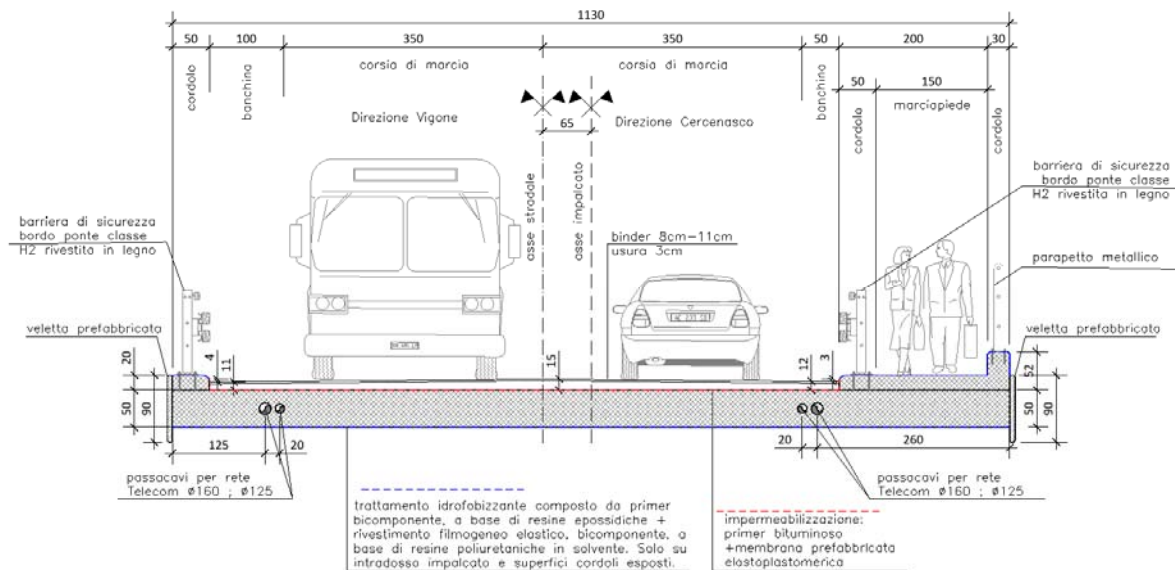 1130
50 100 350 350 50 200 30
corsia di marcia corsia di marcia
cordolo
banchina
banchina
50 150
marciapiede
cordolo
cordolo
Direzione Vigone
65
Direzione Cercenasco
asse stradale
asse impalcato
barriera di sicurezza
bordo ponte classe
H2 rivestita in legno
barriera di sicurezza
bordo ponte classe
H2 rivestita in legno
binder 8cm-11cm
usura 3cm
parapetto metallico
veletta prefabbricata
veletta prefabbricato
20 4 11 15 12 3 52
50 90 50 90
125 20 20 260
passacavi per rete
Telecom Ø160 ; Ø125
passacavi per rete
Telecom Ø160 ; Ø125
trattamento idrofobizzante composto da primer
bicomponente, a base di resine epossidiche +
rivestimento filmogeneo elastico, bicomponente, a
base di resine poliuretaniche in solvente. Solo su
intradosso impalcato e superfici cordoli esposti.
impermeabilizzazione:
primer bituminoso
+membrana prefabbricata
elastoplastomerica